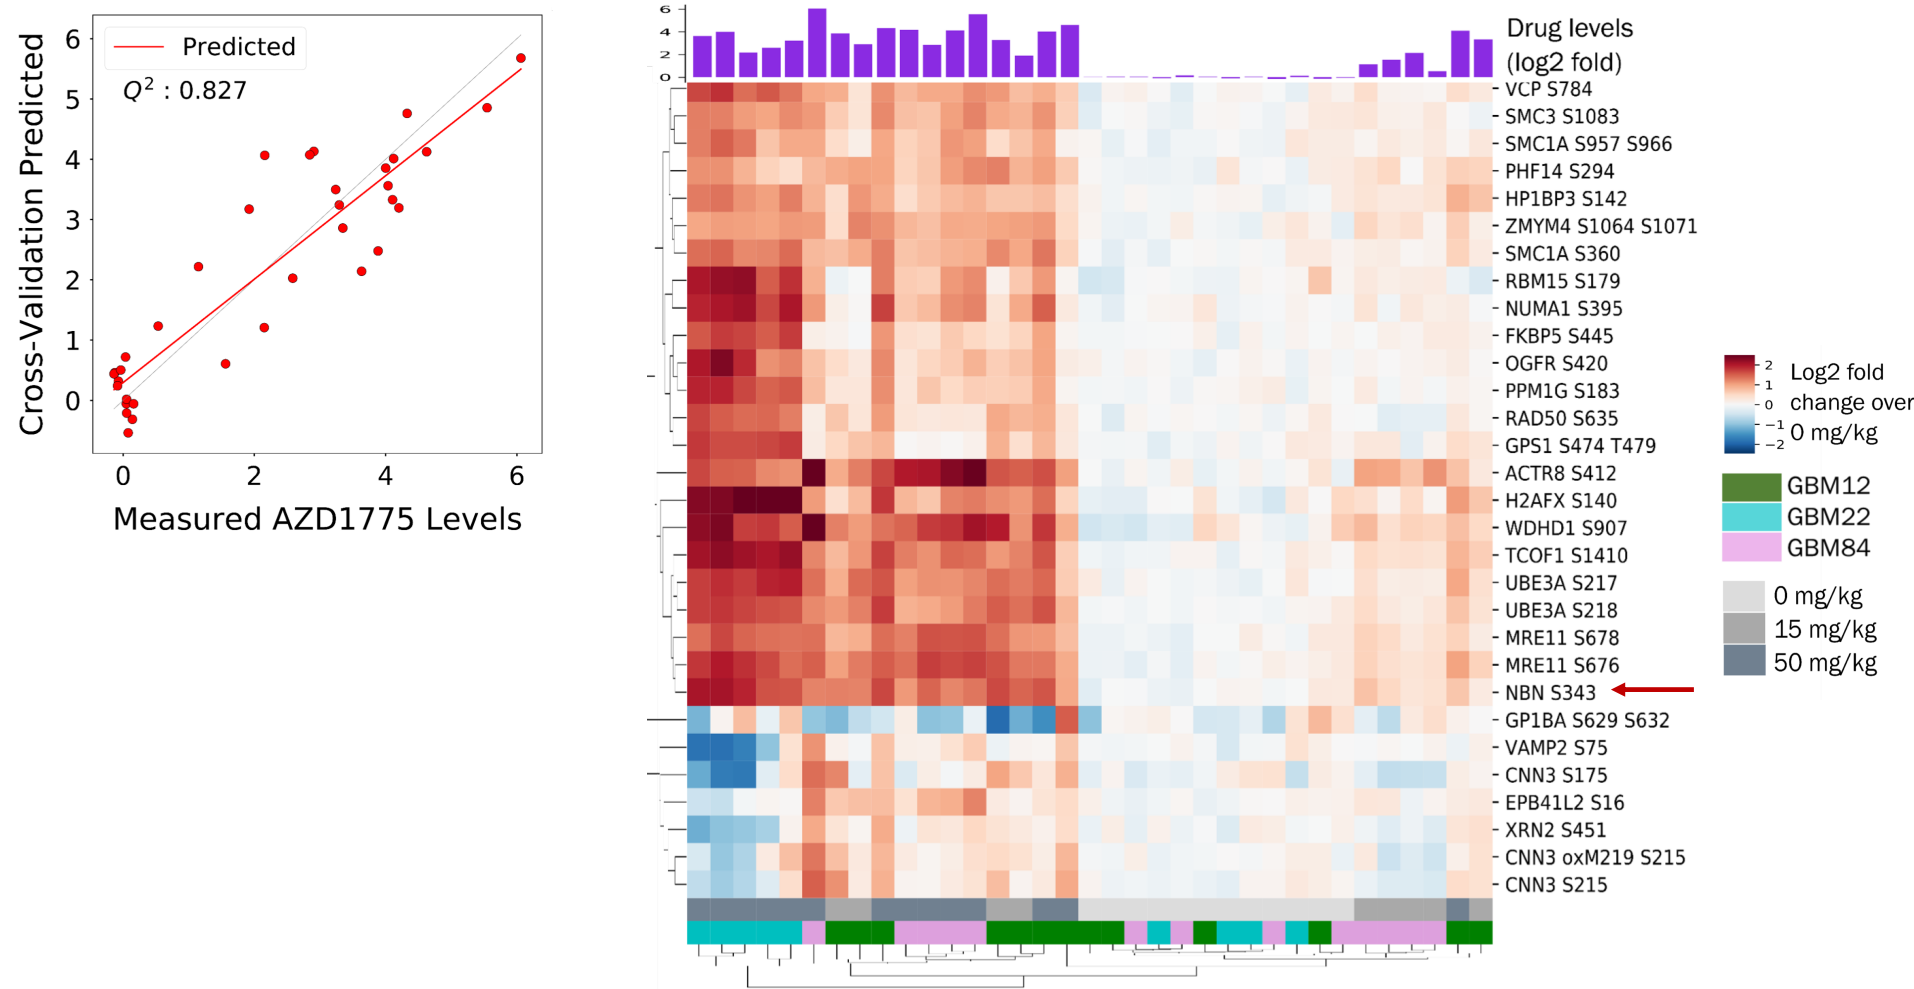 Cross-Validation Predicted
6
5
4
3
2
1
0
Predicted
Q² : 0.827
0 2 4 6
Measured AZD1775 Levels
6
4
2
0
Drug levels
(log2 fold)
VCP S784
SMC3 S1083
SMC1A S957 S966
PHF14 S294
HP1BP3 S142
ZMYM4 S1064 S1071
SMC1A S360
RBM15 S179
NUMA1 S395
FKBP5 S445
OGFR S420
PPM1G S183
RAD50 S635
GPS1 S474 T479
ACTR8 S412
H2AFX S140
WDHD1 S907
TCOF1 S1410
UBE3A S217
UBE3A S218
MRE11 S678
MRE11 S676
NBN S343
GP1BA S629 S632
VAMP2 S75
CNN3 S175
EPB41L2 S16
XRN2 S451
CNN3 oxM219 S215
CNN3 S215
2
1
0
−1
−2
Log2 fold
change over
0 mg/kg
GBM12
GBM22
GBM84
0 mg/kg
15 mg/kg
50 mg/kg